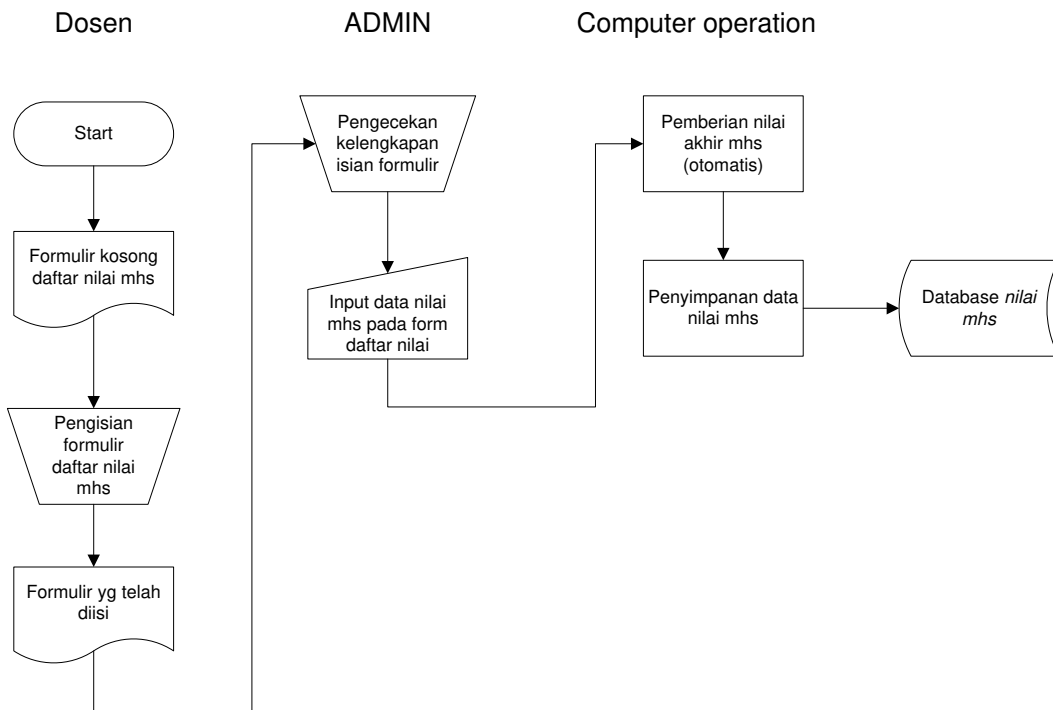 Dosen
ADMIN
Computer operation
Start
Formulir kosong
daftar nilai mhs
Pengisian
formulir
daftar nilai
mhs
Formulir yg telah
diisi
Pengecekan
kelengkapan
isian formulir
Input data nilai
mhs pada form
daftar nilai
Pemberian nilai
akhir mhs
(otomatis)
Penyimpanan data
nilai mhs
Database nilai
mhs